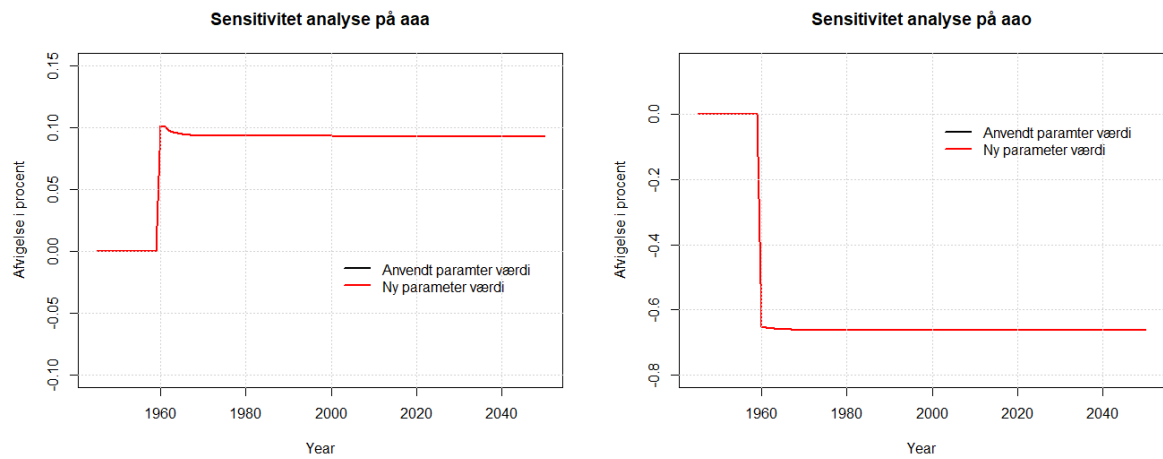 Sensitivitet analyse på aaa
Afvigelse i procent
0.15
0.10
0.05
0.00
-0.05
-0.10
Anvendt paramter værdi
Ny parameter værdi
1960 1980 2000 2020 2040
Year
Sensitivitet analyse på aao
Afvigelse i procent
0.0
-0.2
-0.4
-0.6
-0.8
Anvendt paramter værdi
Ny parameter værdi
1960 1980 2000 2020 2040
Year